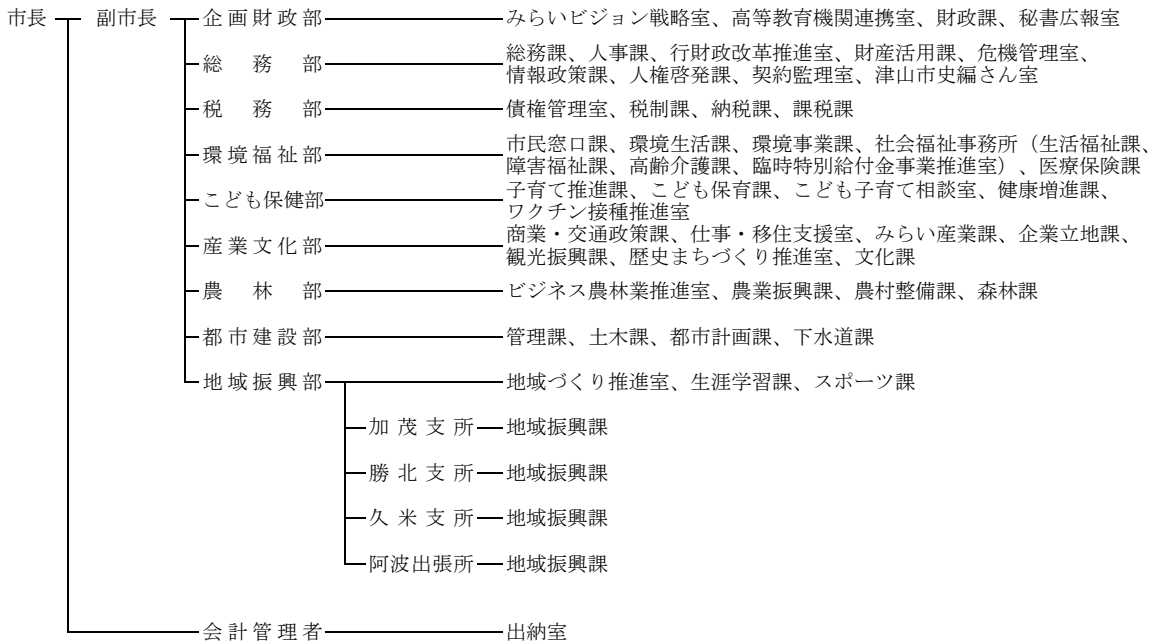 市長 副市長 企画財政部 みらいビジョン戦略室、高等教育機関連携室、財政課、秘書広報室
総務部 総務課、人事課、行財政改革推進室、財産活用課、危機管理室、
情報政策課、人権啓発課、契約監理室、津山市史編さん室
税務部 債権管理室、税制課、納税課、課税課
環境福祉部 市民窓口課、環境生活課、環境事業課、社会福祉事務所（生活福祉課、
障害福祉課、高齢介護課、臨時特別給付金事業推進室）、医療保険課
こども保健部 子育て推進課、こども保育課、こども子育て相談室、健康増進課、
ワクチン接種推進室
産業文化部 商業・交通政策課、仕事・移住支援室、みらい産業課、企業立地課、
観光振興課、歴史まちづくり推進室、文化課
農林部 ビジネス農林業推進室、農業振興課、農村整備課、森林課
都市建設部 管理課、土木課、都市計画課、下水道課
地域振興部 地域づくり推進室、生涯学習課、スポーツ課
加茂支所 地域振興課
勝北支所 地域振興課
久米支所 地域振興課
阿波出張所 地域振興課
会計管理者 出納室